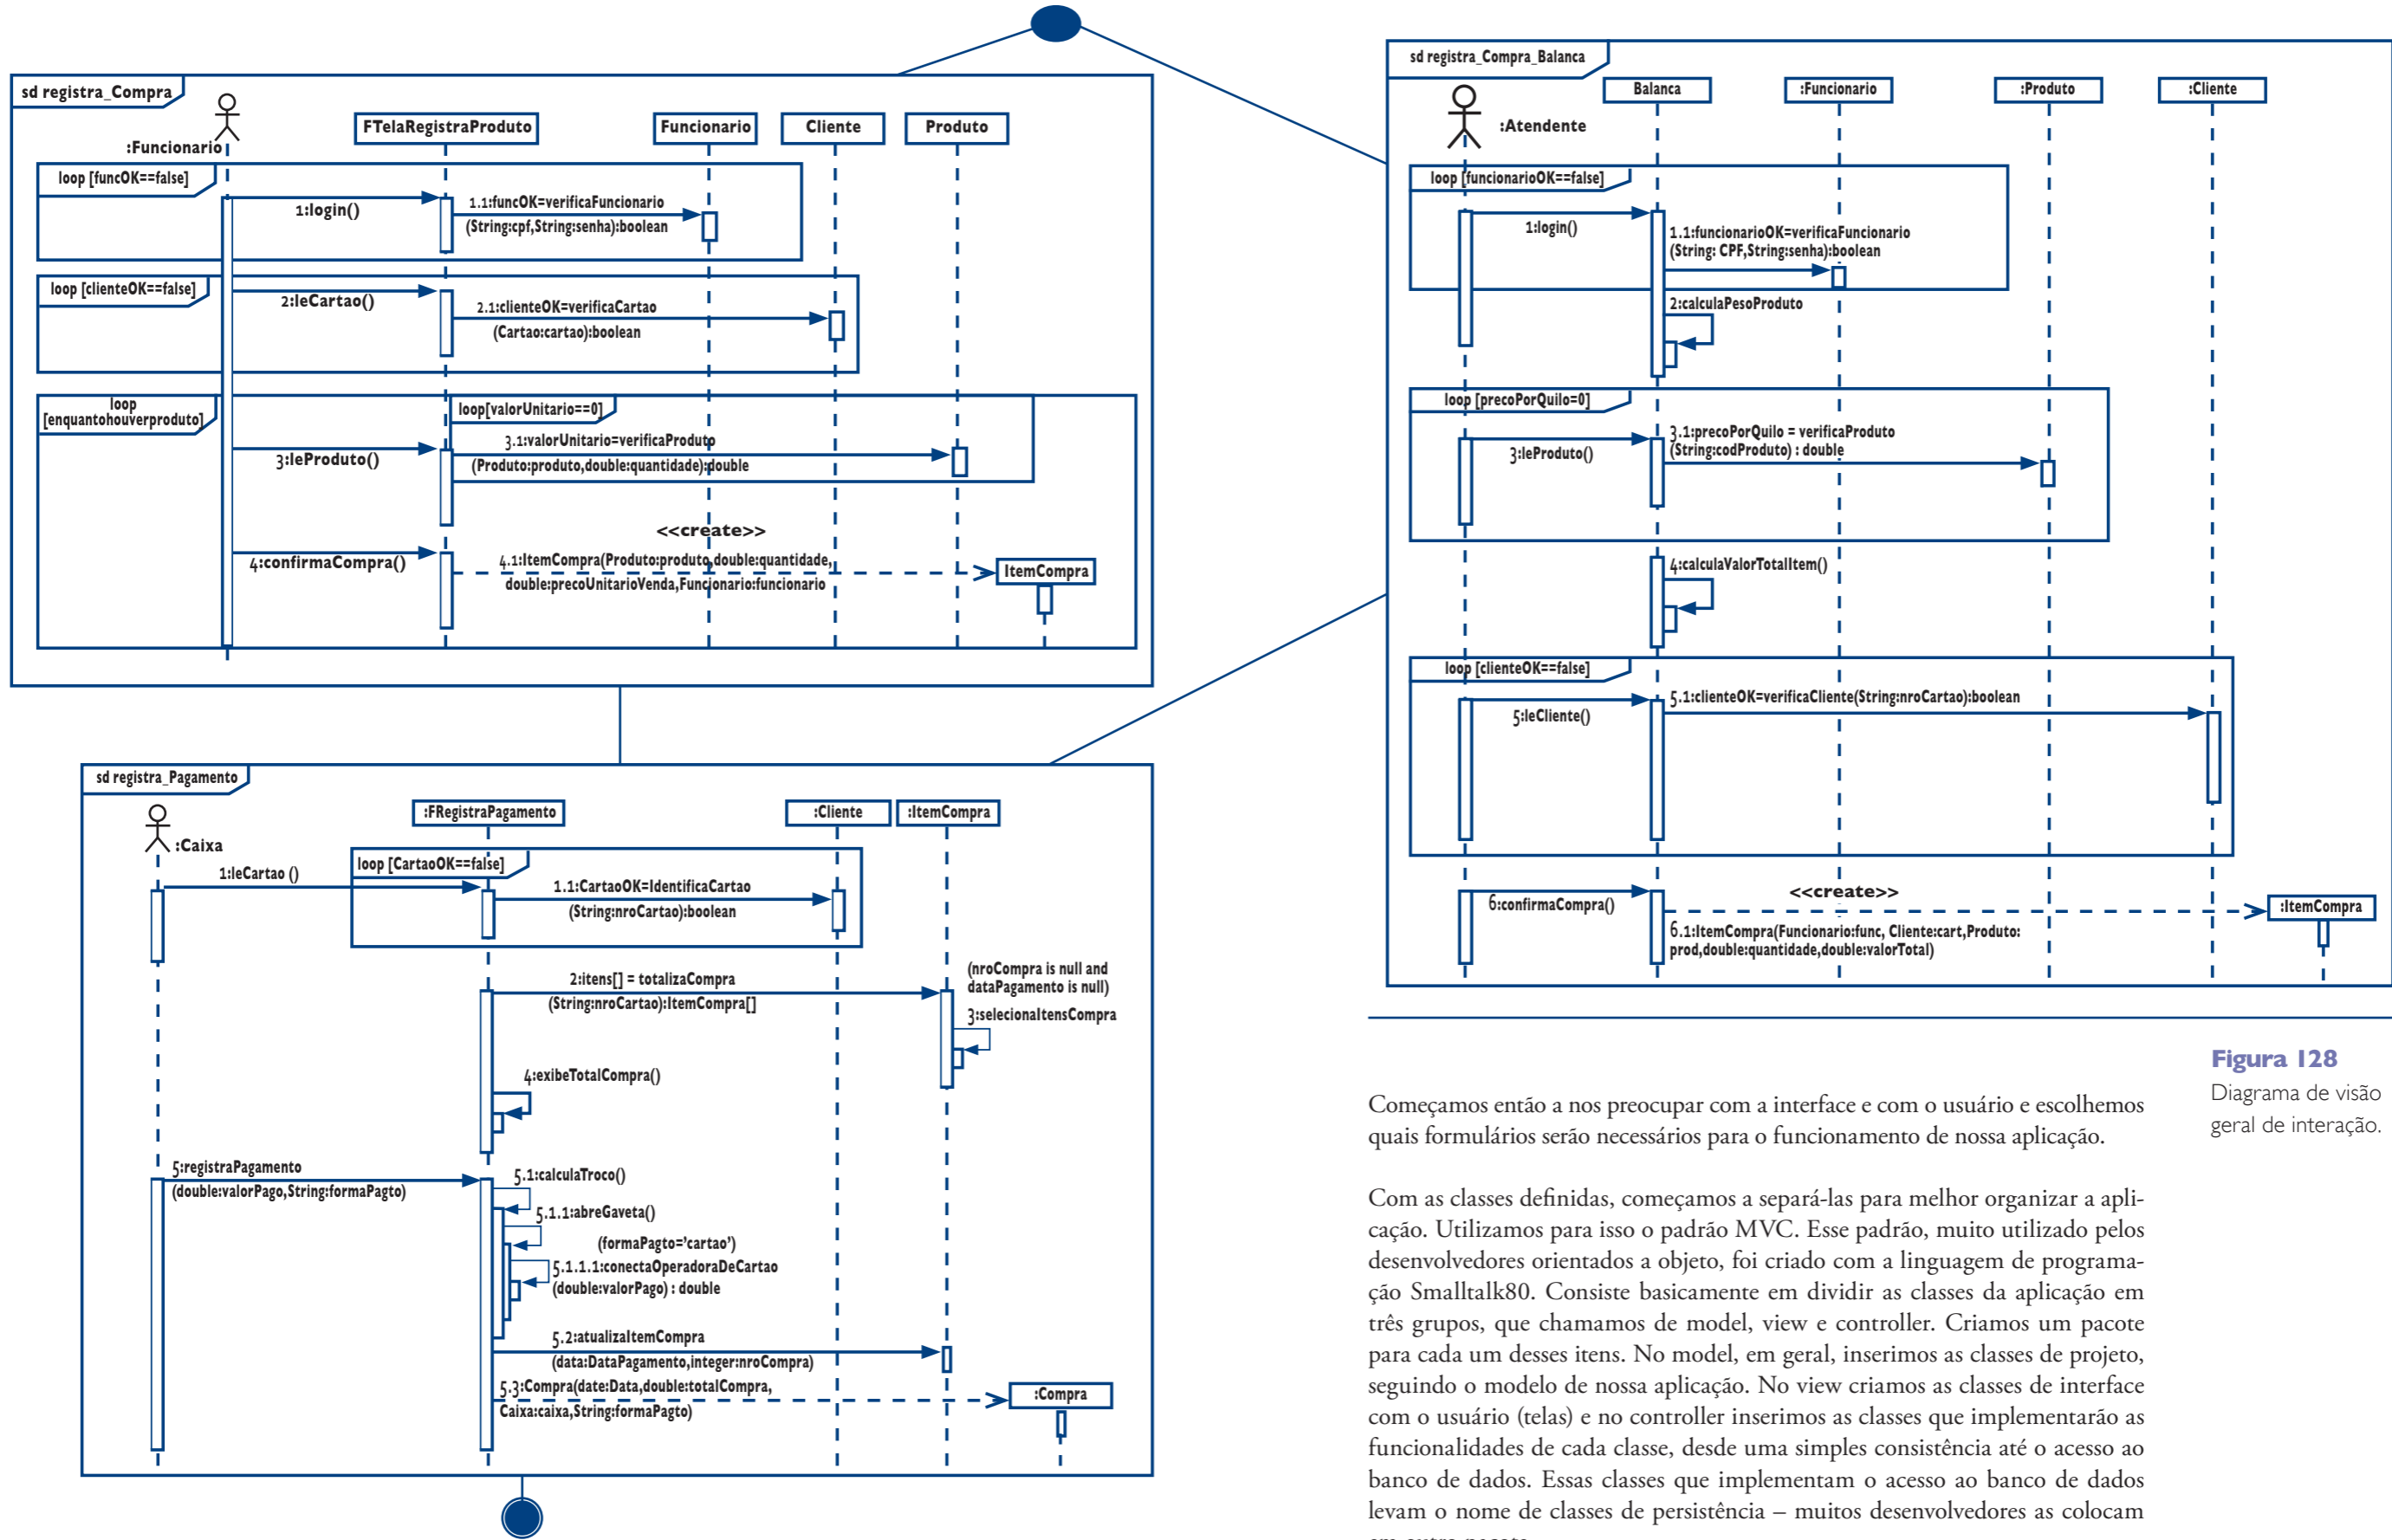 sd registra_Compra
:Funcionario
FTelaRegistraProduto
Funcionario
Cliente
Produto
loop [funcOK==false]
1:login()
1.1:funcOK=verificaFuncionario
(String:cpf,String:senha):boolean
loop [clienteOK==false]
2:leCartao()
2.1:clienteOK=verificaCartao
(Cartao:cartao):boolean
loop
[enquantohouverproduto]
loop[valorUnitario==0]
3:leProduto()
3.1:valorUnitario=verificaProduto
(Produto:produto,double:quantidade):double
<<create>>
4:confirmaCompra()
4.1:ItemCompra(Produto:produto,double:quantidade,
double:precoUnitarioVenda,Funcionario:funcionario
ItemCompra
sd registra_Compra_Balanca
:Atendente
Balanca
:Funcionario
:Produto
:Cliente
loop [funcionarioOK==false]
1:login()
1.1:funcionarioOK=verificaFuncionario
(String: CPF,String:senha):boolean
2:calculaPesoProduto
loop [precoPorQuilo=0]
3:leProduto()
3.1:precoPorQuilo = verificaProduto
(String:codProduto) : double
4:calculaValorTotalItem()
loop [clienteOK==false]
5:leCliente()
5.1:clienteOK=verificaCliente(String:nroCartao):boolean
6:confirmaCompra()
<<create>>
:ItemCompra
6.1:ItemCompra(Funcionario:func, Cliente:cart,Produto:
prod,double:quantidade,double:valorTotal)
sd registra_Pagamento
:Caixa
:FRegistraPagamento
:Cliente
:ItemCompra
loop [CartaoOK==false]
1:leCartao ()
1.1:CartaoOK=IdentificaCartao
(String:nroCartao):boolean
2:itens[] = totalizaCompra
(String:nroCartao):ItemCompra[]
(nroCompra is null and
dataPagamento is null)
3:selecionaItensCompra
4:exibeTotalCompra()
5:registraPagamento
(double:valorPago,String:formaPagto)
5.1:calculaTroco()
5.1.1:abreGaveta()
(formaPagto='cartao')
5.1.1.1:conectaOperadoraDeCartao
(double:valorPago) : double
5.2:atualizaItemCompra
(data:DataPagamento,integer:nroCompra)
5.3:Compra(date:Data,double:totalCompra,
Caixa:caixa,String:formaPagto)
:Compra
Figura 128
Diagrama de visão
geral de interação.
Começamos então a nos preocupar com a interface e com o usuário e escolhemos
quais formulários serão necessários para o funcionamento de nossa aplicação.
Com as classes definidas, começamos a separá-las para melhor organizar a apli-
cação. Utilizamos para isso o padrão MVC. Esse padrão, muito utilizado pelos
desenvolvedores orientados a objeto, foi criado com a linguagem de programa-
ção Smalltalk80. Consiste basicamente em dividir as classes da aplicação em
três grupos, que chamamos de model, view e controller. Criamos um pacote
para cada um desses itens. No model, em geral, inserimos as classes de projeto,
seguindo o modelo de nossa aplicação. No view criamos as classes de interface
com o usuário (telas) e no controller inserimos as classes que implementarão as
funcionalidades de cada classe, desde uma simples consistência até o acesso ao
banco de dados. Essas classes que implementam o acesso ao banco de dados
levam o nome de classes de persistência – muitos desenvolvedores as colocam